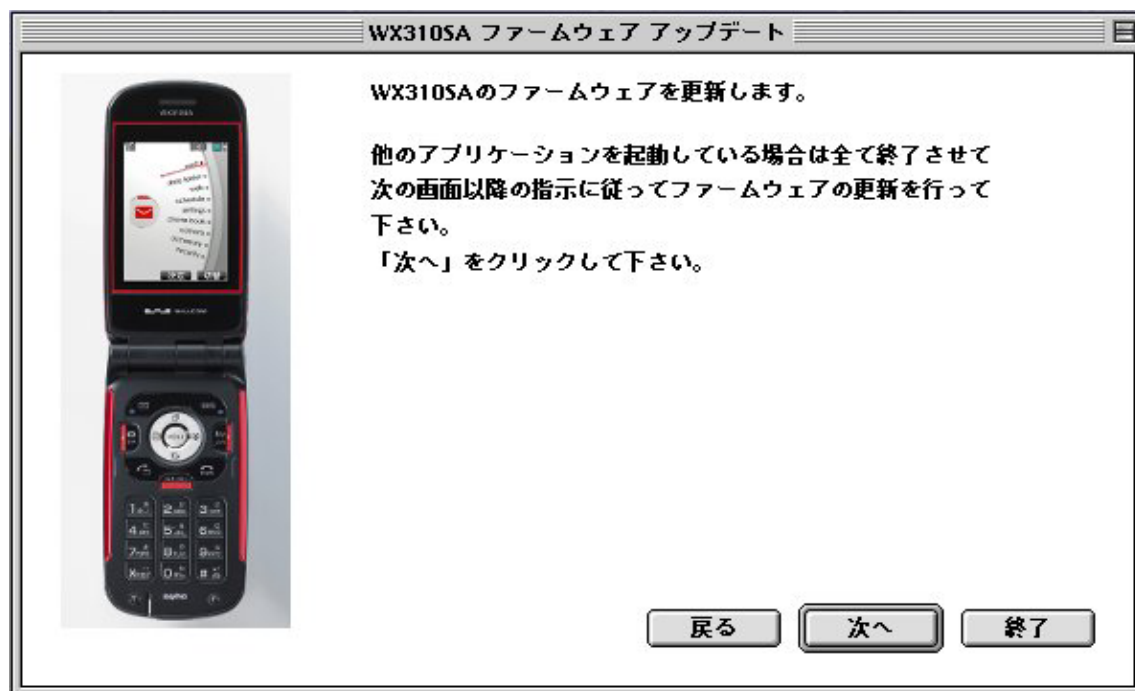 WX310SA ファームウェア アップデート
WX310SAのファームウェアを更新します。
他のアプリケーションを起動している場合は全て終了させて
次の画面以降の指示に従ってファームウェアの更新を行って
下さい。
「次へ」をクリックして下さい。
戻る
次へ
終了